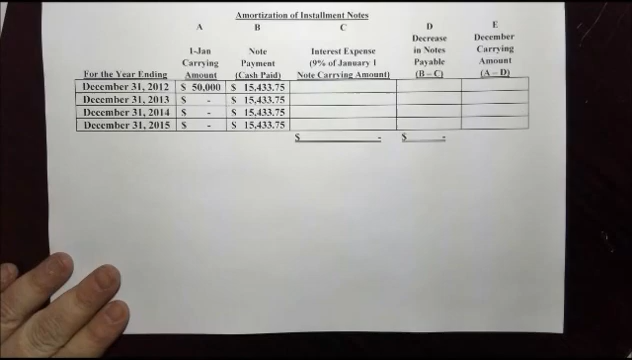 Amortization of Installment Notes
A B C D E
Decrease December
1-Jan Note Interest Expense in Notes Carrying
Carrying Payment (9% of January 1 Payable Amount
For the Year Ending Amount (Cash Paid) Note Carrying Amount) (B – C) (A – D)
December 31, 2012 $ 50,000 $ 15,433.75
December 31, 2013 $ - $ 15,433.75
December 31, 2014 $ - $ 15,433.75
December 31, 2015 $ - $ 15,433.75
$ - $ -